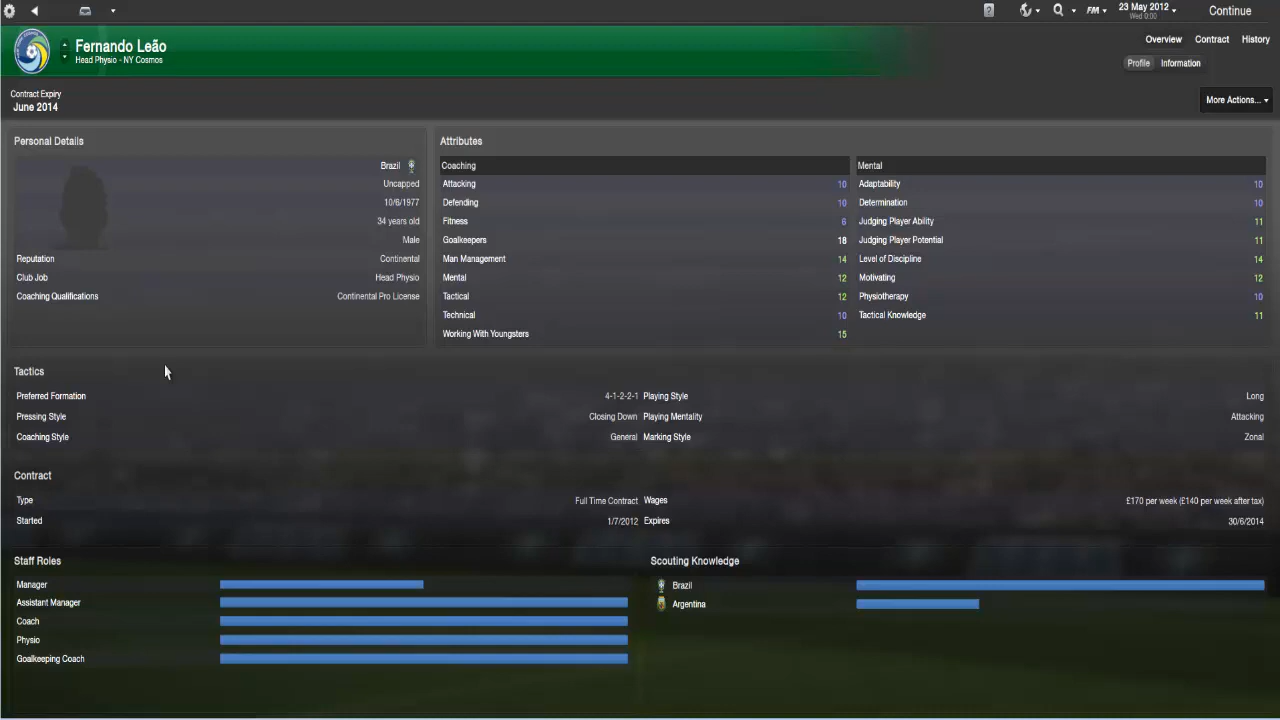 23 May 2012
FM
Wed 0:00
Continue
Fernando Leão
Head Physio - NY Cosmos
Overview Contract History
Profile Information
Contract Expiry
June 2014
More Actions...
Personal Details
Brazil
Uncapped
10/6/1977
34 years old
Male
Reputation Continental
Club Job Head Physio
Coaching Qualifications Continental Pro License
Attributes
Coaching
Attacking 10
Defending 10
Fitness 6
Goalkeepers 18
Man Management 14
Mental 12
Tactical 12
Technical 10
Working With Youngsters 15
Mental
Adaptability 10
Determination 10
Judging Player Ability 11
Judging Player Potential 11
Level of Discipline 14
Motivating 12
Physiotherapy 10
Tactical Knowledge 11
Tactics
Preferred Formation 4-1-2-2-1 Playing Style Long
Pressing Style Closing Down Playing Mentality Attacking
Coaching Style General Marking Style Zonal
Contract
Type Full Time Contract Wages £170 per week (£140 per week after tax)
Started 1/7/2012 Expires 30/6/2014
Staff Roles
Manager
Assistant Manager
Coach
Physio
Goalkeeping Coach
Scouting Knowledge
Brazil
Argentina